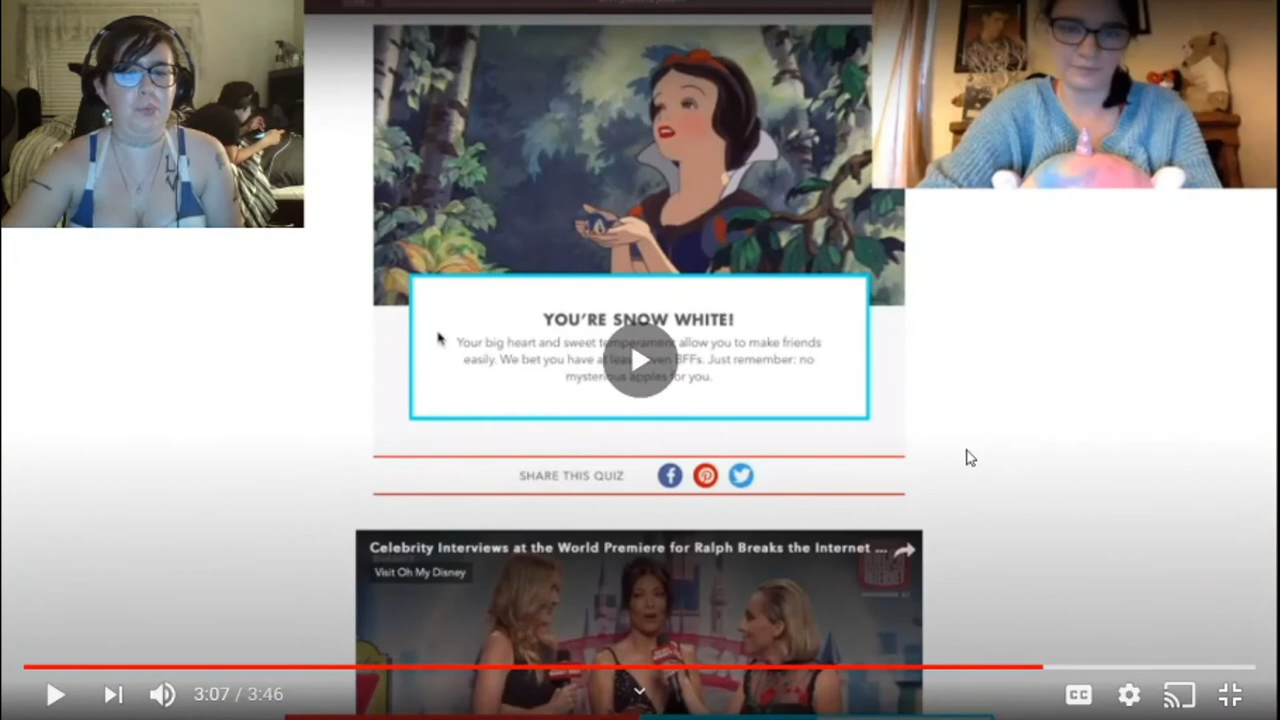 YOU'RE SNOW WHITE!
Your big heart and sweet temperament allow you to make friends
easily. We bet you have at least seven BFFs. Just remember: no
mysterious apples for you.
SHARE THIS QUIZ
Celebrity Interviews at the World Premiere for Ralph Breaks the Internet ...
Visit Oh My Disney
3:07 / 3:46
CC